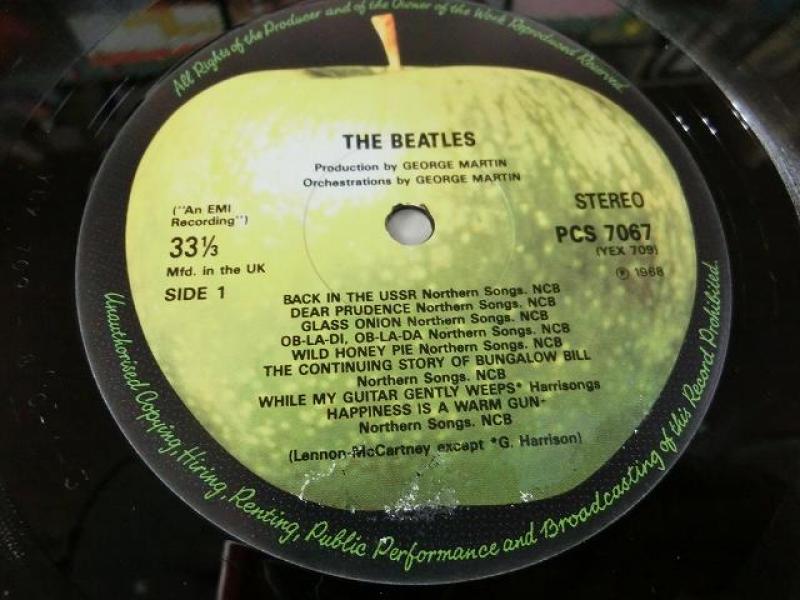 All Rights of the Producer and of the Owner of the Work Reproduced Reserved.
THE BEATLES
Production by GEORGE MARTIN
Orchestrations by GEORGE MARTIN
("An EMI
Recording")
33⅓
Mfd. in the UK
SIDE 1
STEREO
PCS 7067
(YEX 709)
℗ 1968
BACK IN THE USSR Northern Songs. NCB
DEAR PRUDENCE Northern Songs. NCB
GLASS ONION Northern Songs. NCB
OB-LA-DI, OB-LA-DA Northern Songs. NCB
WILD HONEY PIE Northern Songs. NCB
THE CONTINUING STORY OF BUNGALOW BILL
Northern Songs. NCB
WHILE MY GUITAR GENTLY WEEPS* Harrisongs
HAPPINESS IS A WARM GUN-
Northern Songs. NCB
(Lennon-McCartney except *G. Harrison)
Unauthorised Copying, Hiring, Renting, Public Performance and Broadcasting of this Record Prohibited.